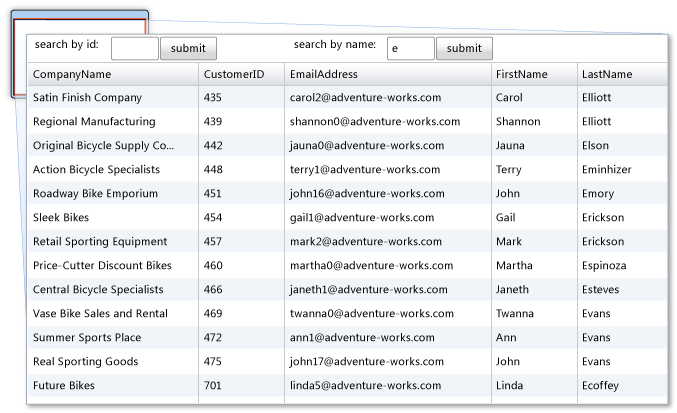 search by id: submit search by name: e submit
CompanyName CustomerID EmailAddress FirstName LastName
Satin Finish Company 435 carol2@adventure-works.com Carol Elliott
Regional Manufacturing 439 shannon0@adventure-works.com Shannon Elliott
Original Bicycle Supply Co... 442 jauna0@adventure-works.com Jauna Elson
Action Bicycle Specialists 448 terry1@adventure-works.com Terry Eminhizer
Roadway Bike Emporium 451 john16@adventure-works.com John Emory
Sleek Bikes 454 gail1@adventure-works.com Gail Erickson
Retail Sporting Equipment 457 mark2@adventure-works.com Mark Erickson
Price-Cutter Discount Bikes 460 martha0@adventure-works.com Martha Espinoza
Central Bicycle Specialists 466 janeth1@adventure-works.com Janeth Esteves
Vase Bike Sales and Rental 469 twanna0@adventure-works.com Twanna Evans
Summer Sports Place 472 ann1@adventure-works.com Ann Evans
Real Sporting Goods 475 john17@adventure-works.com John Evans
Future Bikes 701 linda5@adventure-works.com Linda Ecoffey